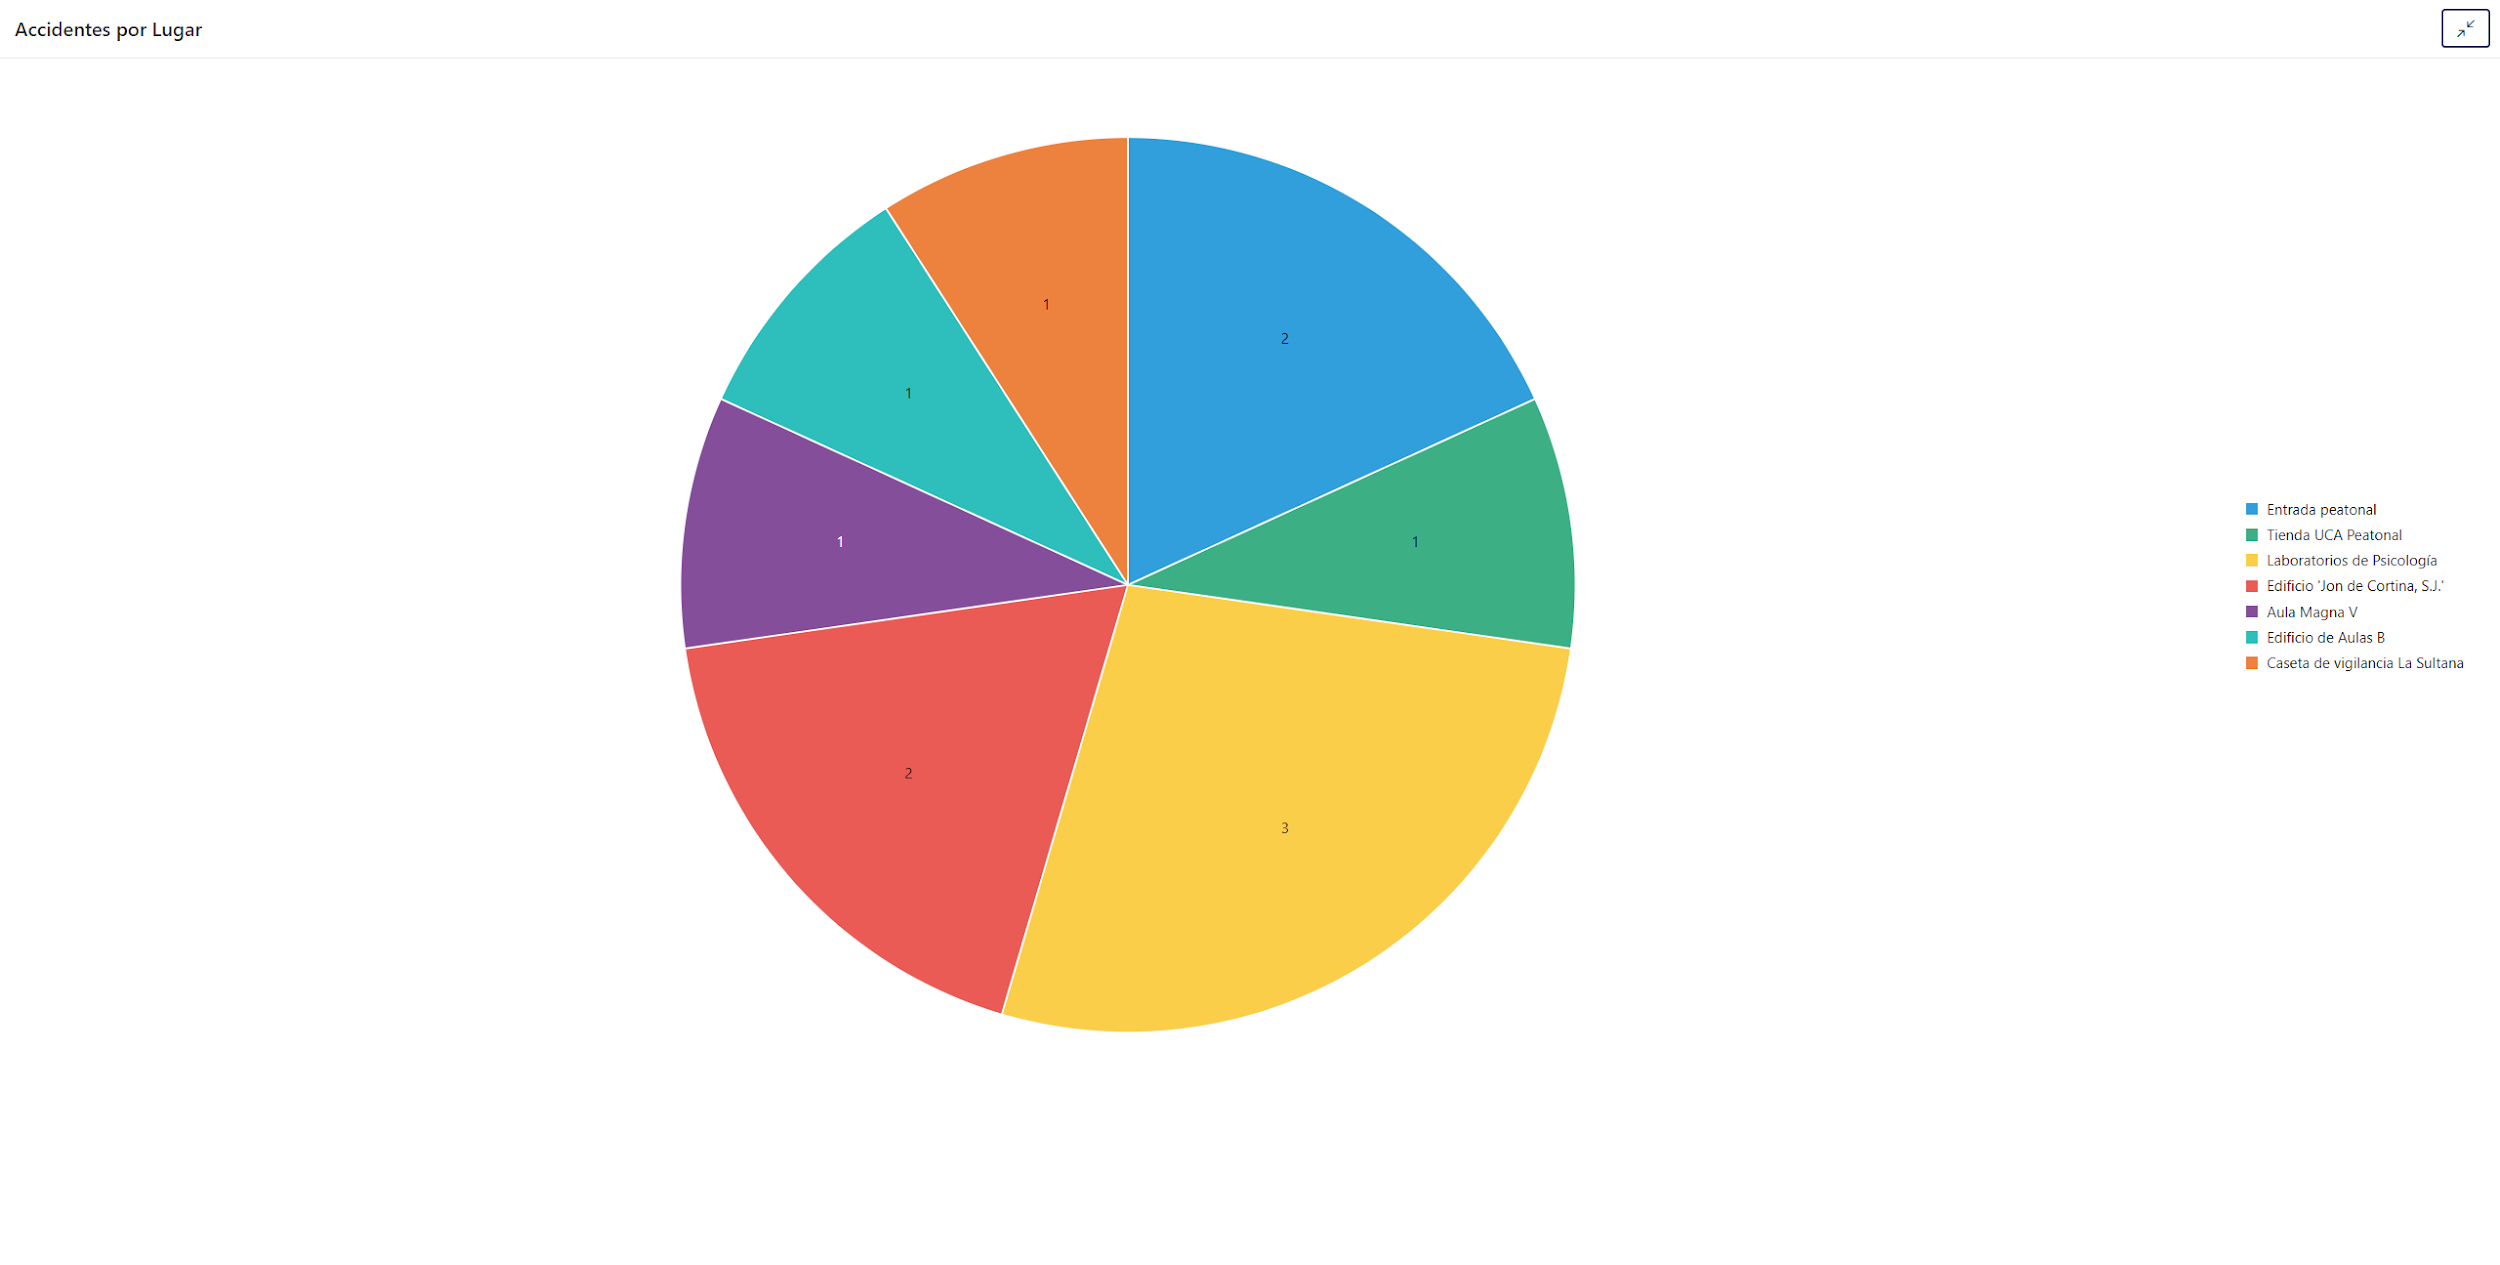 Accidentes por Lugar
1
2
1
1
1
2
3
Entrada peatonal
Tienda UCA Peatonal
Laboratorios de Psicología
Edificio 'Jon de Cortina, S.J.'
Aula Magna V
Edificio de Aulas B
Caseta de vigilancia La Sultana